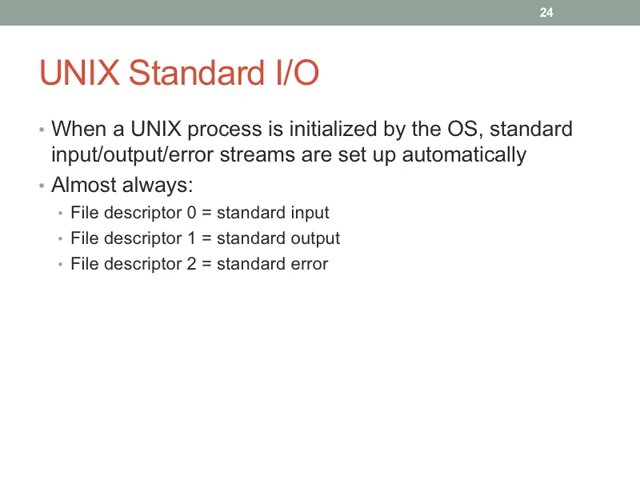 24
UNIX Standard I/O
• When a UNIX process is initialized by the OS, standard
input/output/error streams are set up automatically
• Almost always:
• File descriptor 0 = standard input
• File descriptor 1 = standard output
• File descriptor 2 = standard error